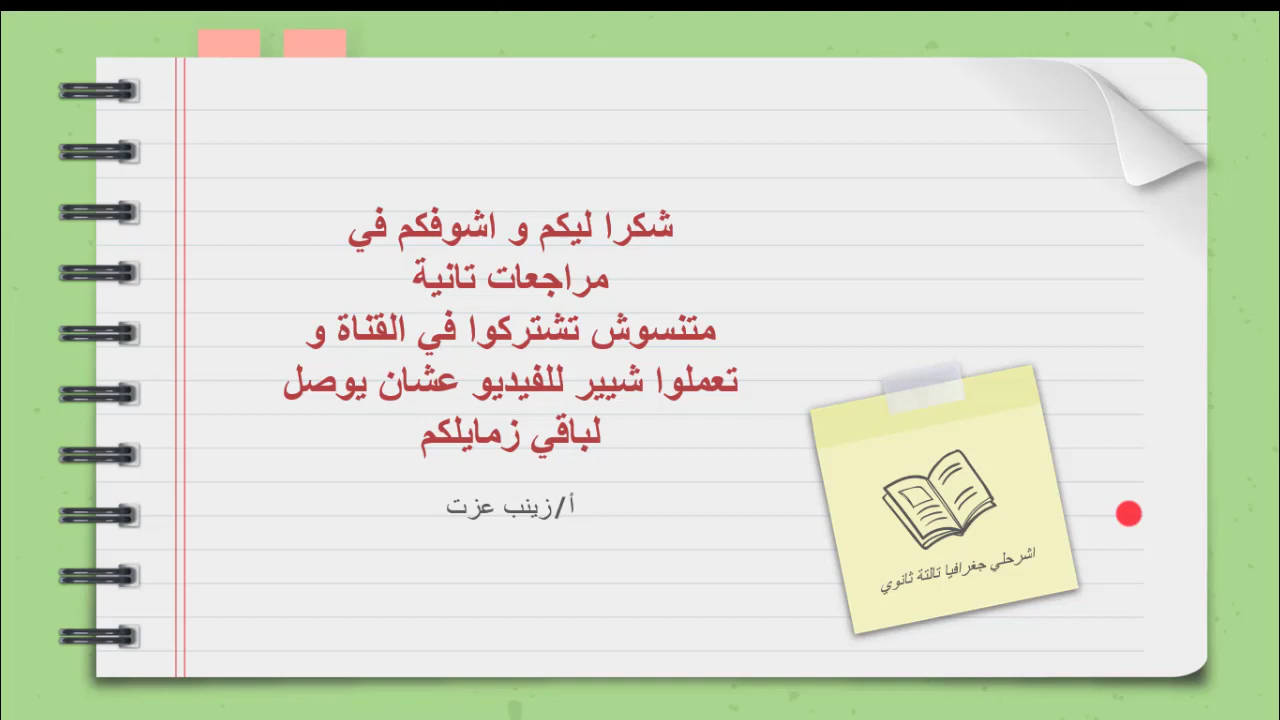 شكرا ليكم و اشوفكم في
مراجعات تانية
متنسوش تشتركوا في القناة و
تعملوا شيير للفيديو عشان يوصل
لباقي زمايلكم
أ/زينب عزت
اشرحلي جغرافيا تالتة ثانوي